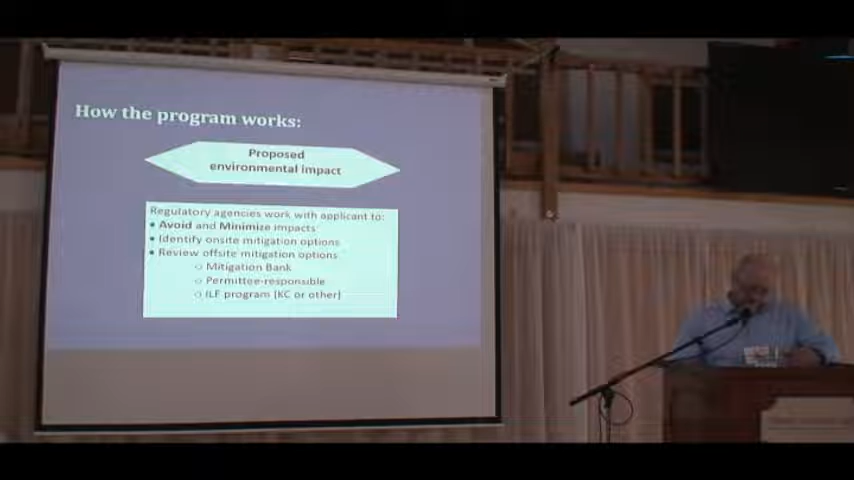 How the program works:
Proposed
environmental impact
Regulatory agencies work with applicant to:
• Avoid and Minimize impacts
• Identify onsite mitigation options
• Review offsite mitigation options
○ Mitigation Bank
○ Permittee-responsible
○ ILF program (KC or other)